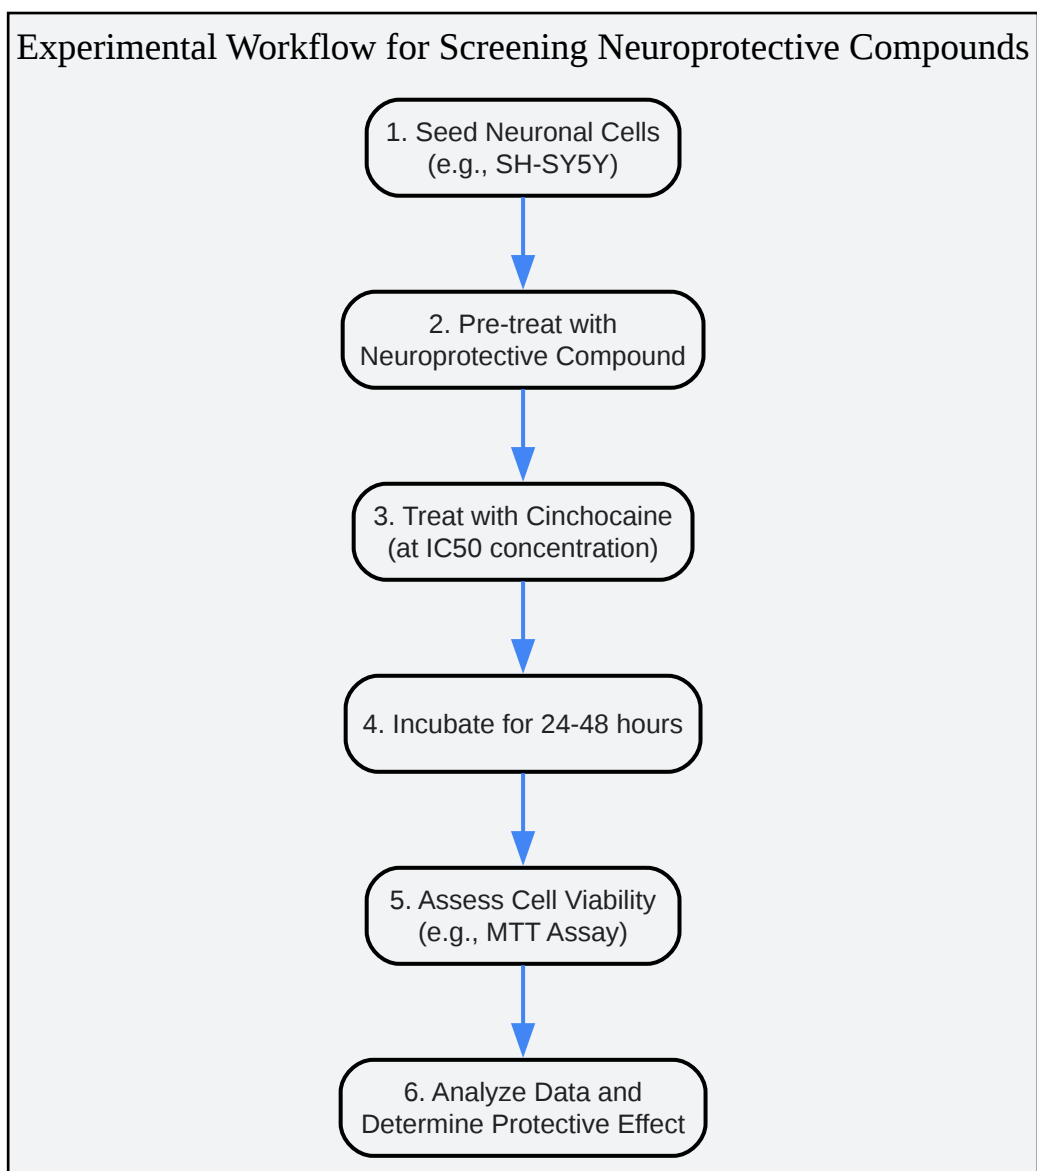 Experimental Workflow for Screening Neuroprotective Compounds
1. Seed Neuronal Cells
(e.g., SH-SY5Y)
2. Pre-treat with
Neuroprotective Compound
3. Treat with Cinchocaine
(at IC50 concentration)
4. Incubate for 24-48 hours
5. Assess Cell Viability
(e.g., MTT Assay)
6. Analyze Data and
Determine Protective Effect